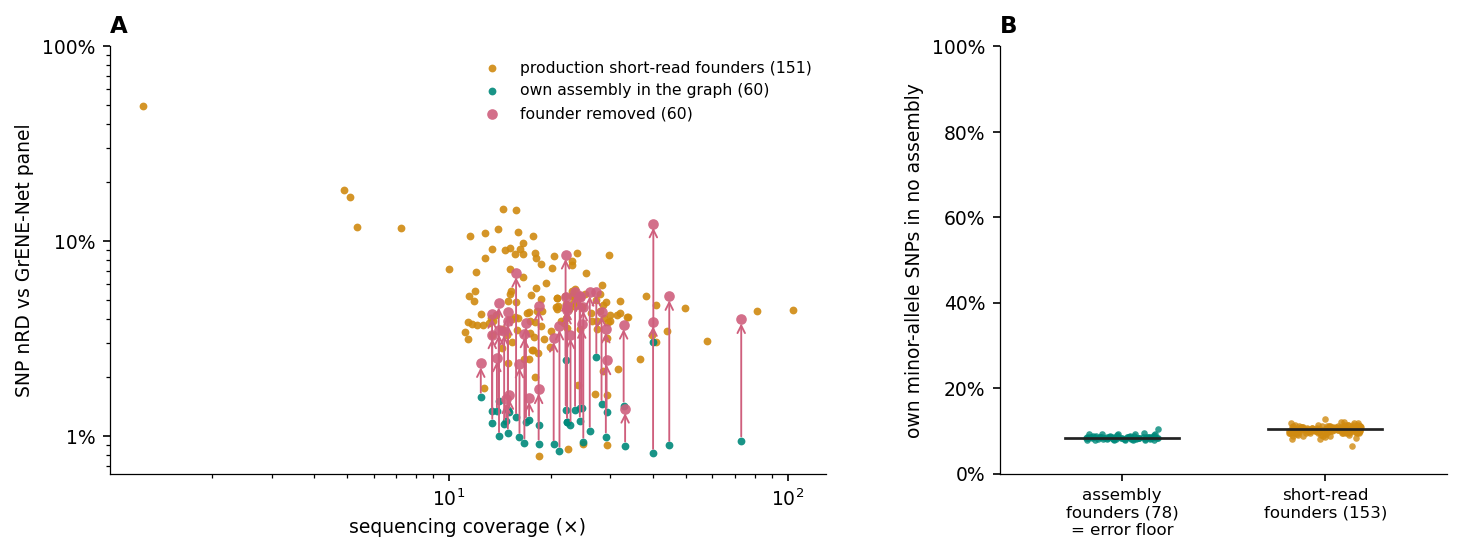 A
100%
10%
1%
SNP nRD vs GrENE-Net panel
production short-read founders (151)
own assembly in the graph (60)
founder removed (60)
10¹
10²
sequencing coverage (×)
B
100%
80%
60%
40%
20%
0%
own minor-allele SNPs in no assembly
assembly
founders (78)
= error floor
short-read
founders (153)